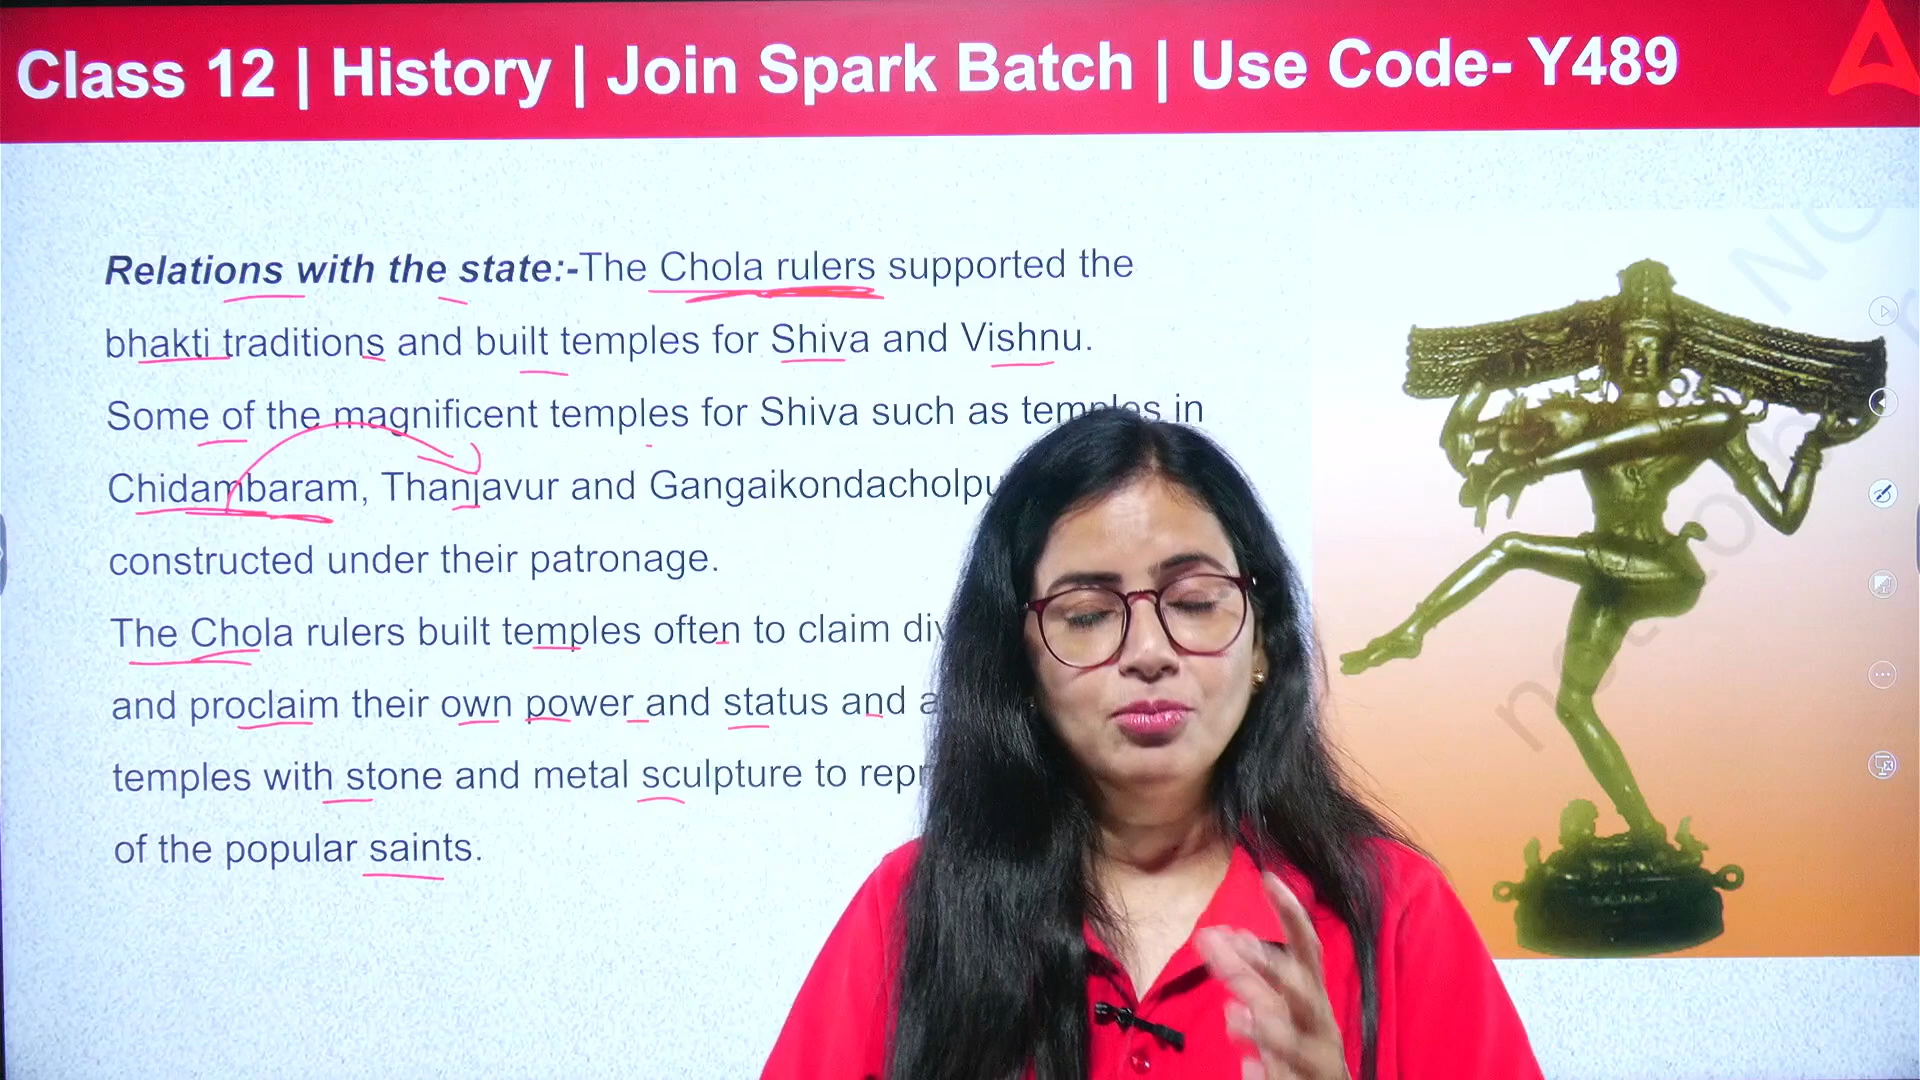 Class 12 | History | Join Spark Batch | Use Code- Y489
Relations with the state:-The Chola rulers supported the
bhakti traditions and built temples for Shiva and Vishnu.
Some of the magnificent temples for Shiva such as temples in
Chidambaram, Thanjavur and
constructed under their patronage.
The Chola rulers built temples often to claim
and proclaim their own power and status and
temples with stone and metal sculpture to
of the popular saints.